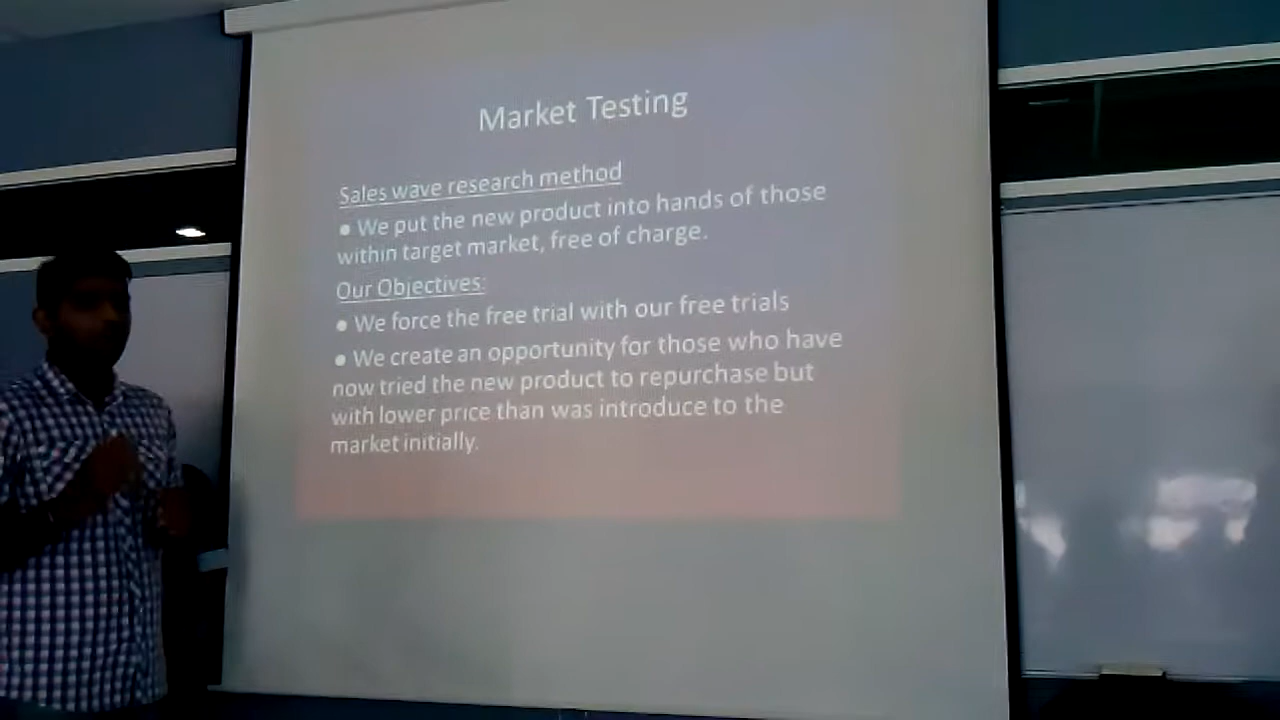 Market Testing
Sales wave research method
• We put the new product into hands of those
within target market, free of charge.
Our Objectives:
• We force the free trial with our free trials
• We create an opportunity for those who have
now tried the new product to repurchase but
with lower price than was introduce to the
market initially.